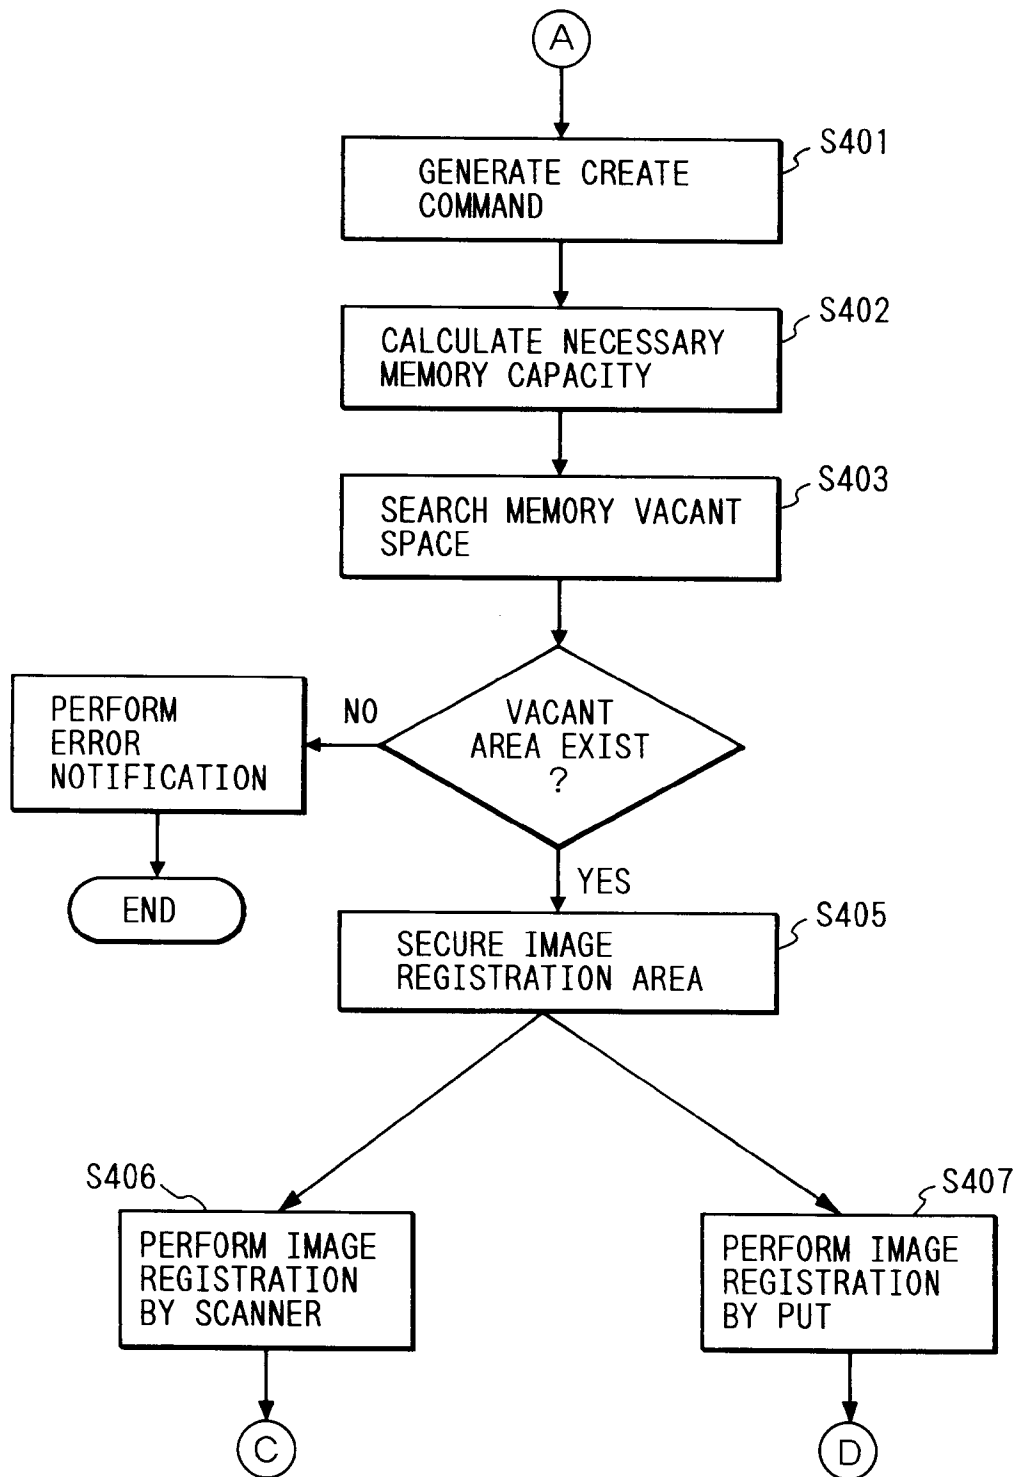 A
S401
GENERATE CREATE
COMMAND
S402
CALCULATE NECESSARY
MEMORY CAPACITY
S403
SEARCH MEMORY VACANT
SPACE
VACANT
AREA EXIST
?
NO
PERFORM
ERROR
NOTIFICATION
END
YES
S405
SECURE IMAGE
REGISTRATION AREA
S406
PERFORM IMAGE
REGISTRATION
BY SCANNER
C
S407
PERFORM IMAGE
REGISTRATION
BY PUT
D